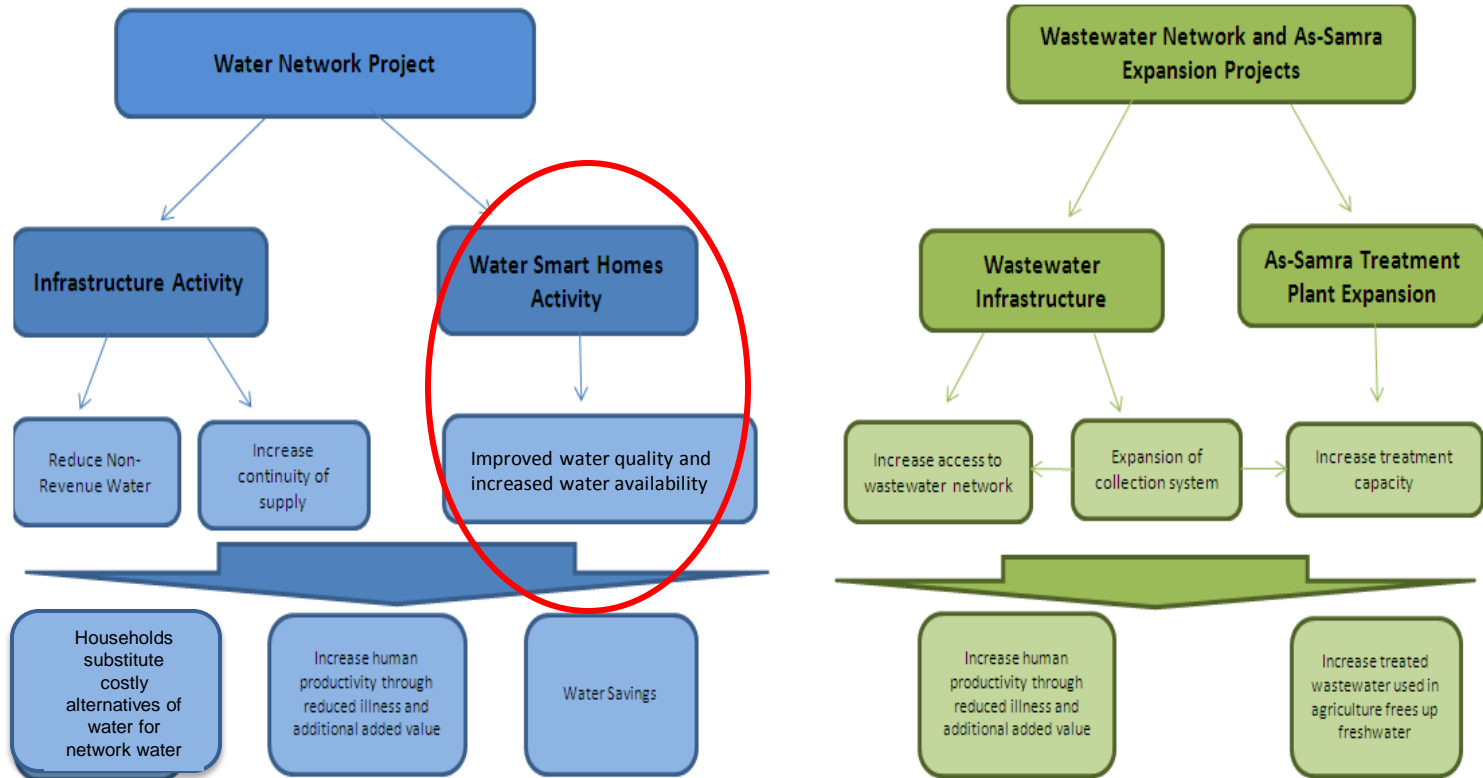 Water Network Project
Wastewater Network and As-Samra
Expansion Projects
Infrastructure Activity
Water Smart Homes
Activity
Wastewater
Infrastructure
As-Samra Treatment
Plant Expansion
Reduce Non-
Revenue Water
Increase
continuity of
supply
Improved water quality and
increased water availability
Increase access to
wastewater network
Expansion of
collection system
Increase treatment
capacity
Households
substitute
costly
alternatives of
water for
network water
Increase human
productivity through
reduced illness and
additional added value
Water Savings
Increase human
productivity through
reduced illness and
additional added value
Increase treated
wastewater used in
agriculture frees up
freshwater